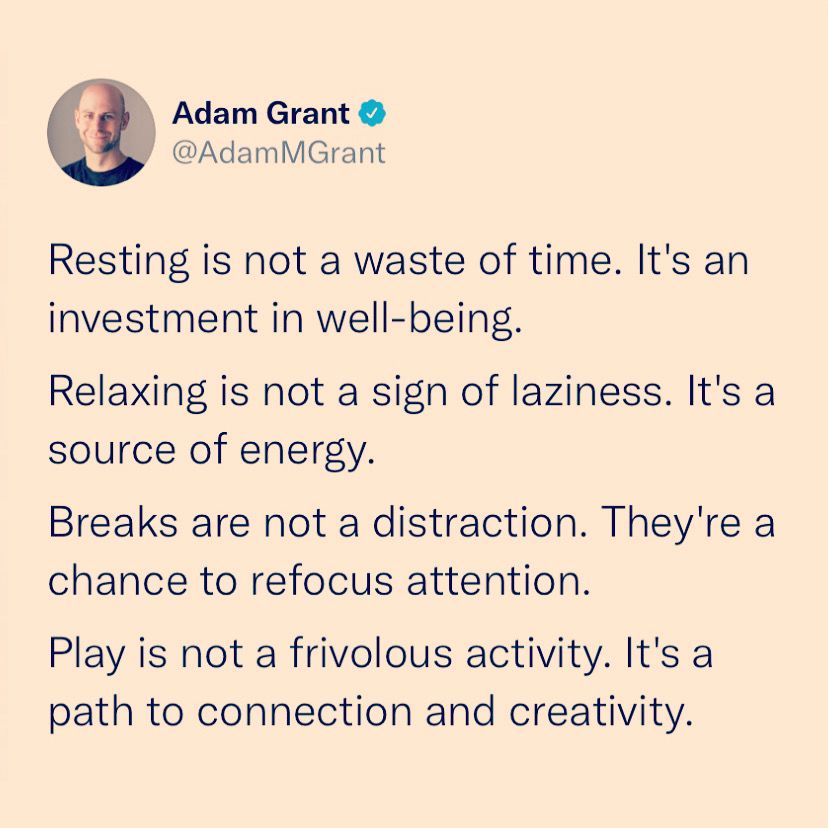 Adam Grant
@AdamMGrant
Resting is not a waste of time. It's an
investment in well-being.
Relaxing is not a sign of laziness. It's a
source of energy.
Breaks are not a distraction. They're a
chance to refocus attention.
Play is not a frivolous activity. It's a
path to connection and creativity.